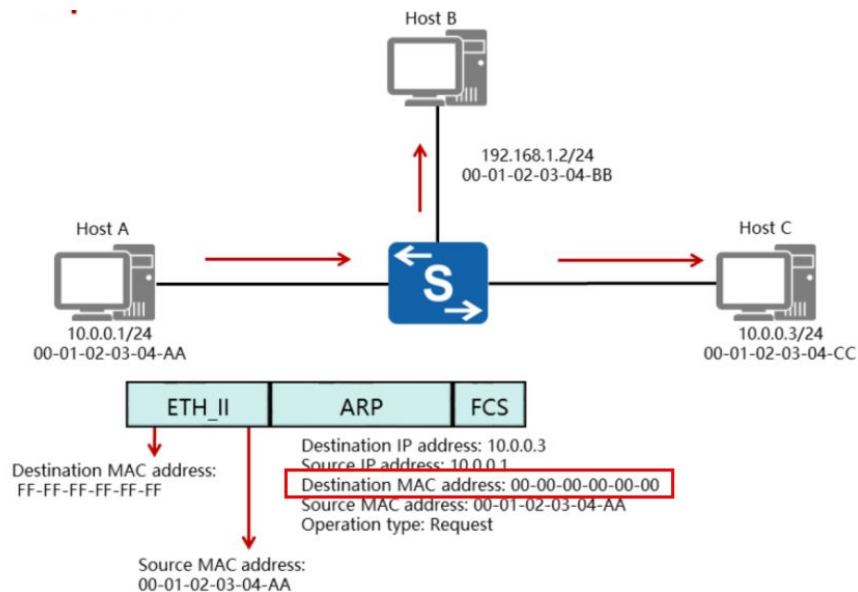 Host B
192.168.1.2/24
00-01-02-03-04-BB
Host A
Host C
S
10.0.0.1/24
00-01-02-03-04-AA
10.0.0.3/24
00-01-02-03-04-CC
ETH_II
ARP
FCS
Destination MAC address:
FF-FF-FF-FF-FF-FF
Destination IP address: 10.0.0.3
Source IP address: 10.0.0.1
Destination MAC address: 00-00-00-00-00-00
Source MAC address: 00-01-02-03-04-AA
Operation type: Request
Source MAC address:
00-01-02-03-04-AA